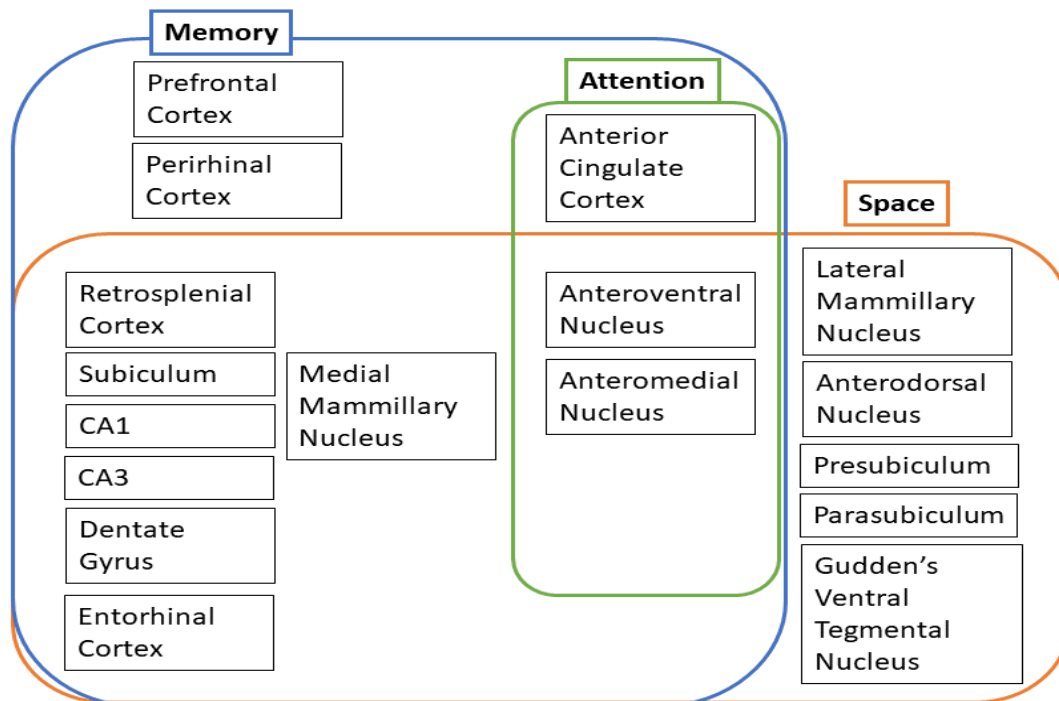 Memory
Prefrontal
Cortex
Perirhinal
Cortex
Attention
Anterior
Cingulate
Cortex
Space
Retrosplenial
Cortex
Subiculum
CA1
CA3
Dentate
Gyrus
Entorhinal
Cortex
Medial
Mammillary
Nucleus
Anteroventral
Nucleus
Anteromedial
Nucleus
Lateral
Mammillary
Nucleus
Anterodorsal
Nucleus
Presubiculum
Parasubiculum
Gudden’s
Ventral
Tegmental
Nucleus